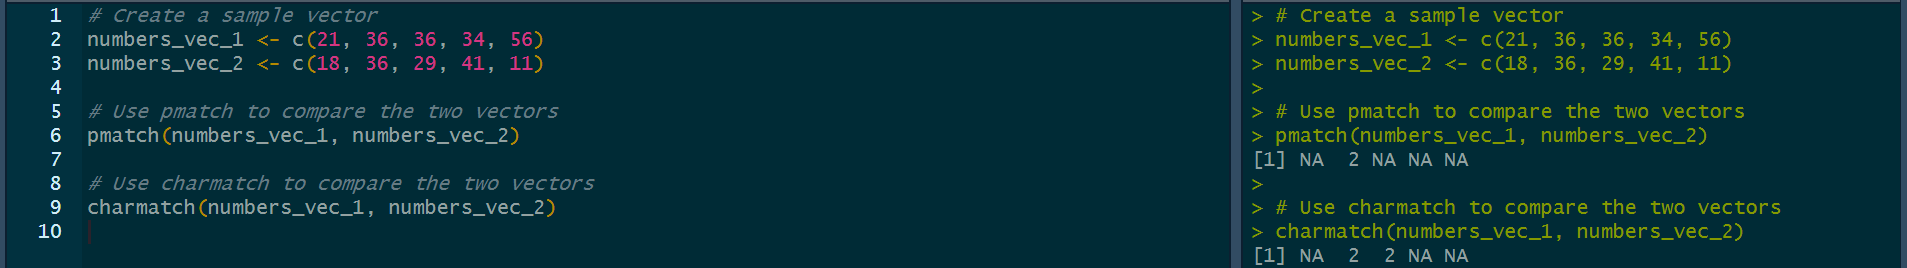 1 # Create a sample vector
2 numbers_vec_1 <- c(21, 36, 36, 34, 56)
3 numbers_vec_2 <- c(18, 36, 29, 41, 11)
4
5 # Use pmatch to compare the two vectors
6 pmatch(numbers_vec_1, numbers_vec_2)
7
8 # Use charmatch to compare the two vectors
9 charmatch(numbers_vec_1, numbers_vec_2)
10
> # Create a sample vector
> numbers_vec_1 <- c(21, 36, 36, 34, 56)
> numbers_vec_2 <- c(18, 36, 29, 41, 11)
>
> # Use pmatch to compare the two vectors
> pmatch(numbers_vec_1, numbers_vec_2)
[1] NA  2 NA NA NA
>
> # Use charmatch to compare the two vectors
> charmatch(numbers_vec_1, numbers_vec_2)
[1] NA  2  2 NA NA